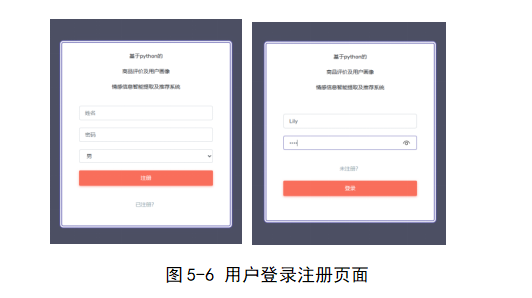 基于python的
商品评价及用户画像
情感信息智能提取及推荐系统
姓名
密码
男
注册
已注册？
基于python的
商品评价及用户画像
情感信息智能提取及推荐系统
Lily
••••
未注册？
登录
图5-6 用户登录注册页面